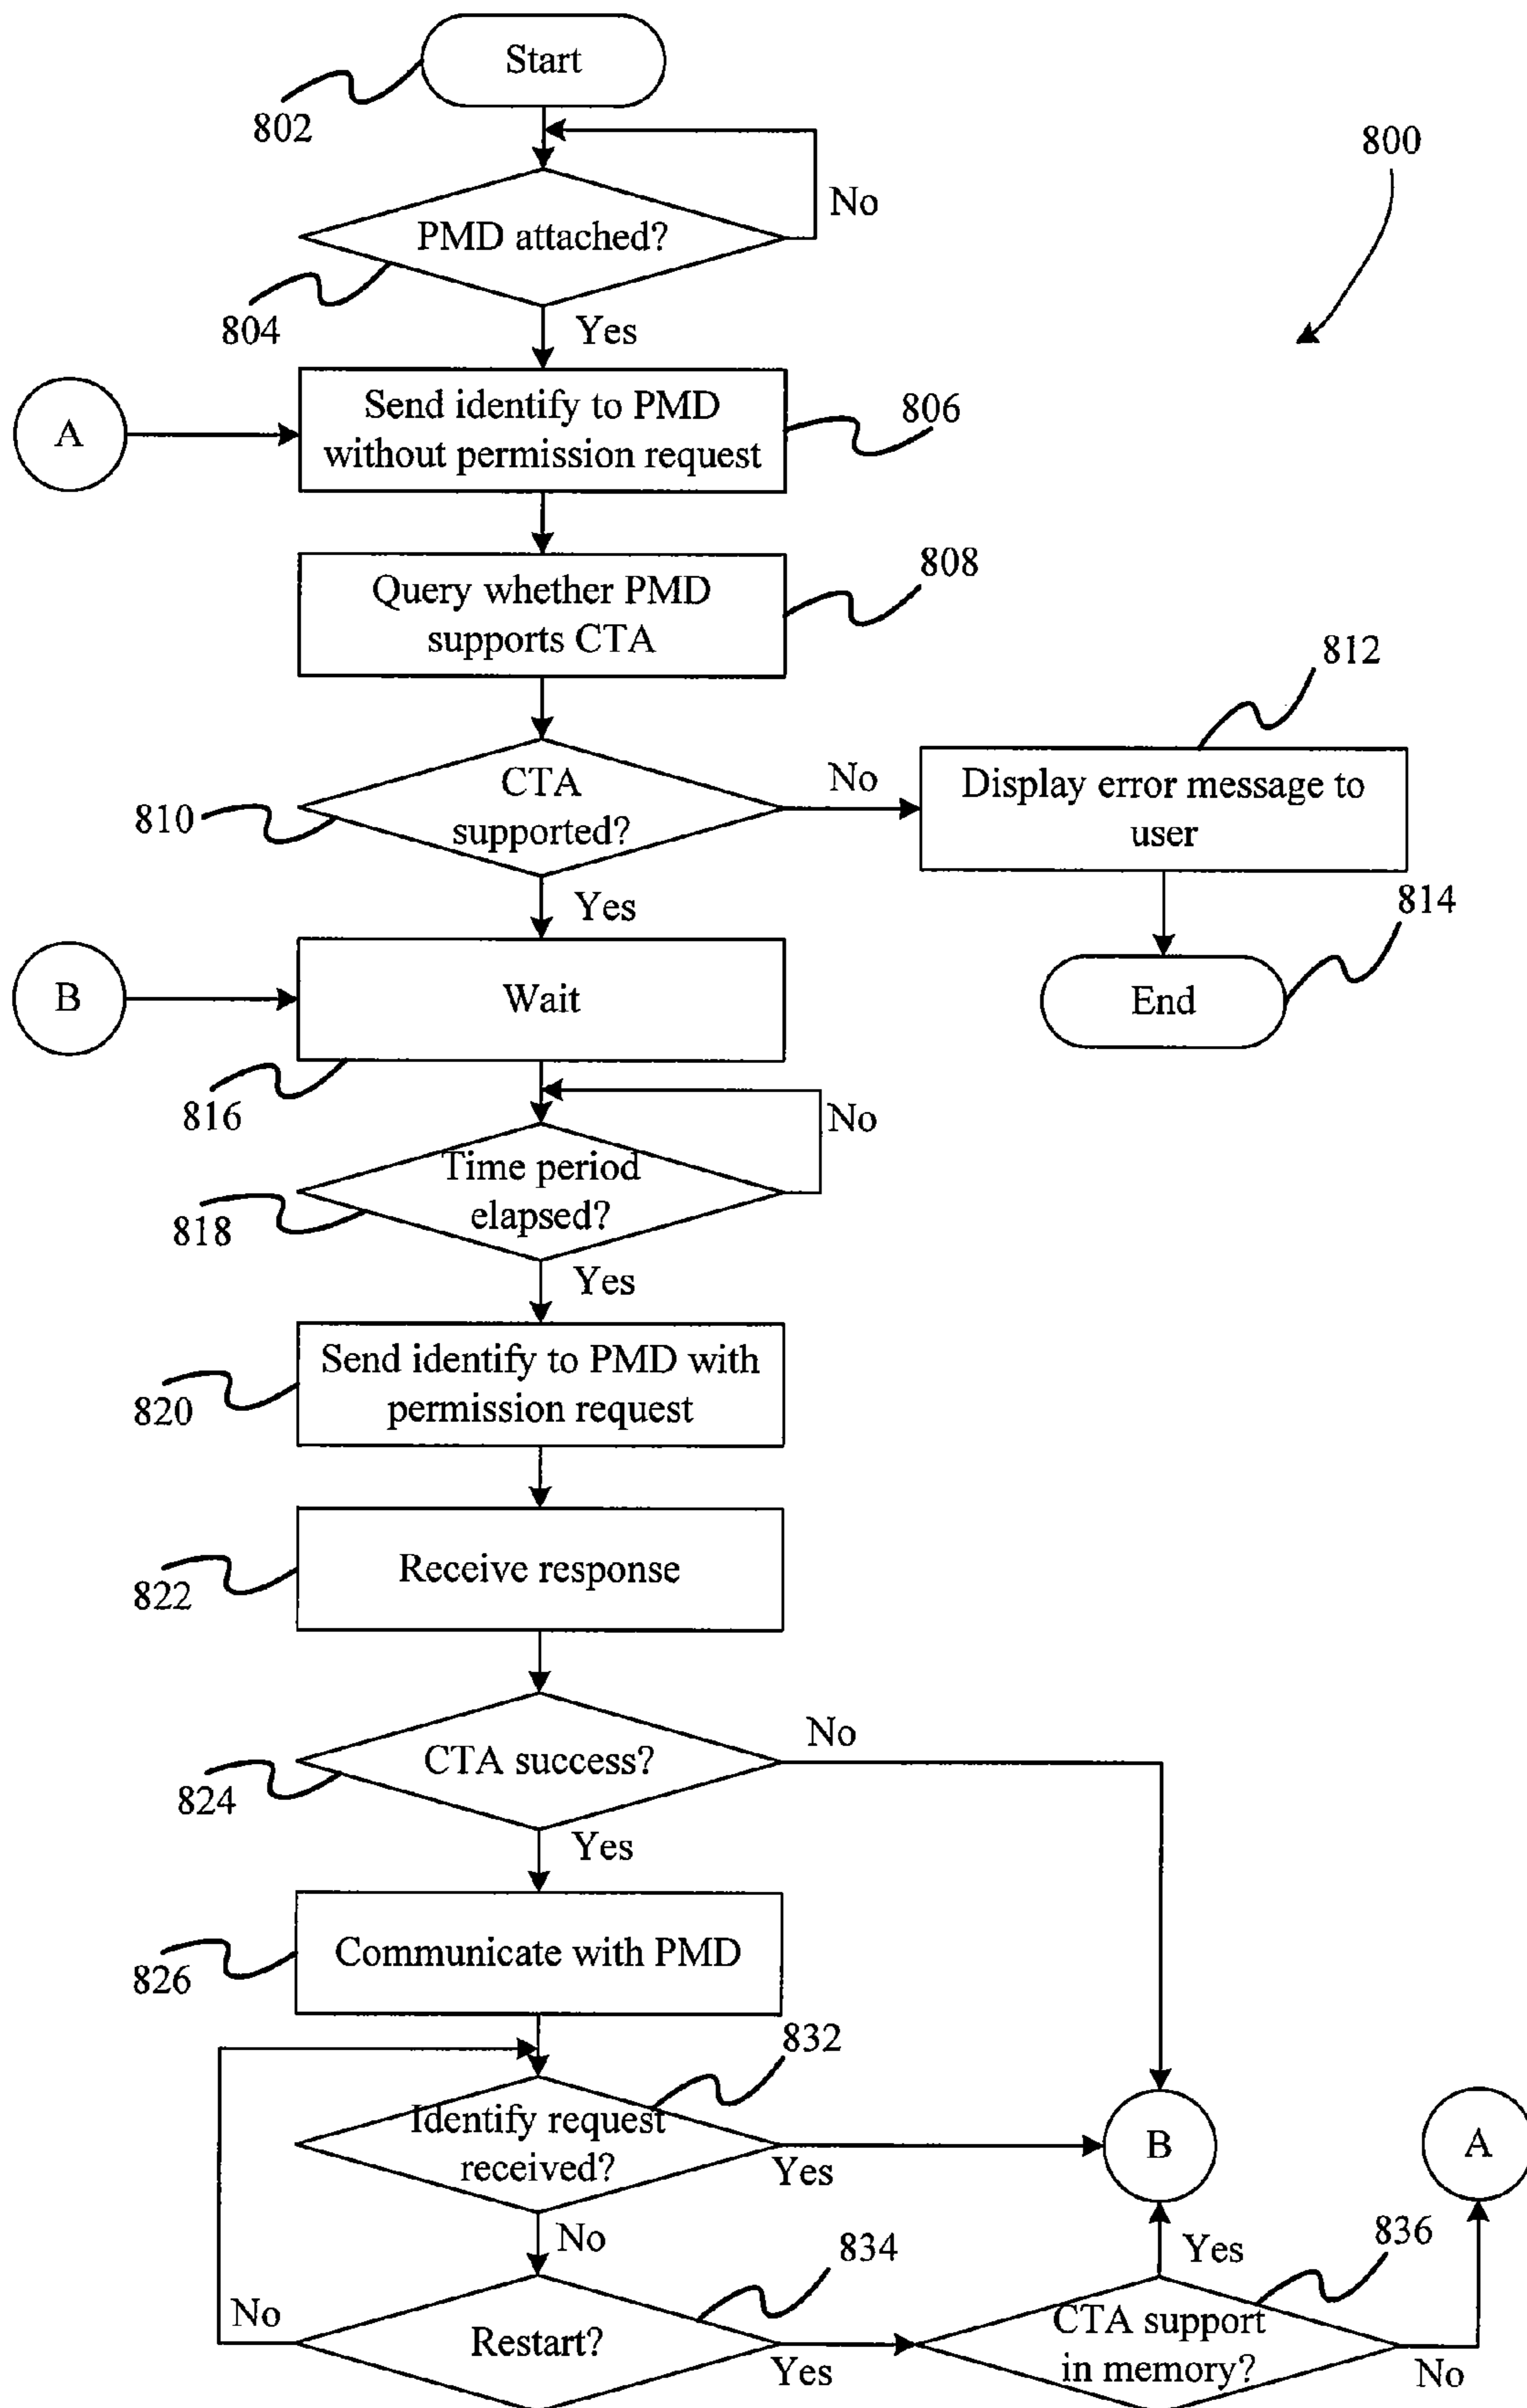 Start
802
800
No
PMD attached?
804
Yes
A
Send identify to PMD
without permission request
806
808
Query whether PMD
supports CTA
812
CTA
supported?
No
810
Display error message to
user
Yes
814
B
Wait
End
816
No
Time period
elapsed?
818
Yes
Send identify to PMD with
permission request
820
Receive response
822
No
CTA success?
824
Yes
Communicate with PMD
826
832
Identify request
received?
Yes
B
A
No
834
Yes
836
No
Restart?
Yes
CTA support
in memory?
No